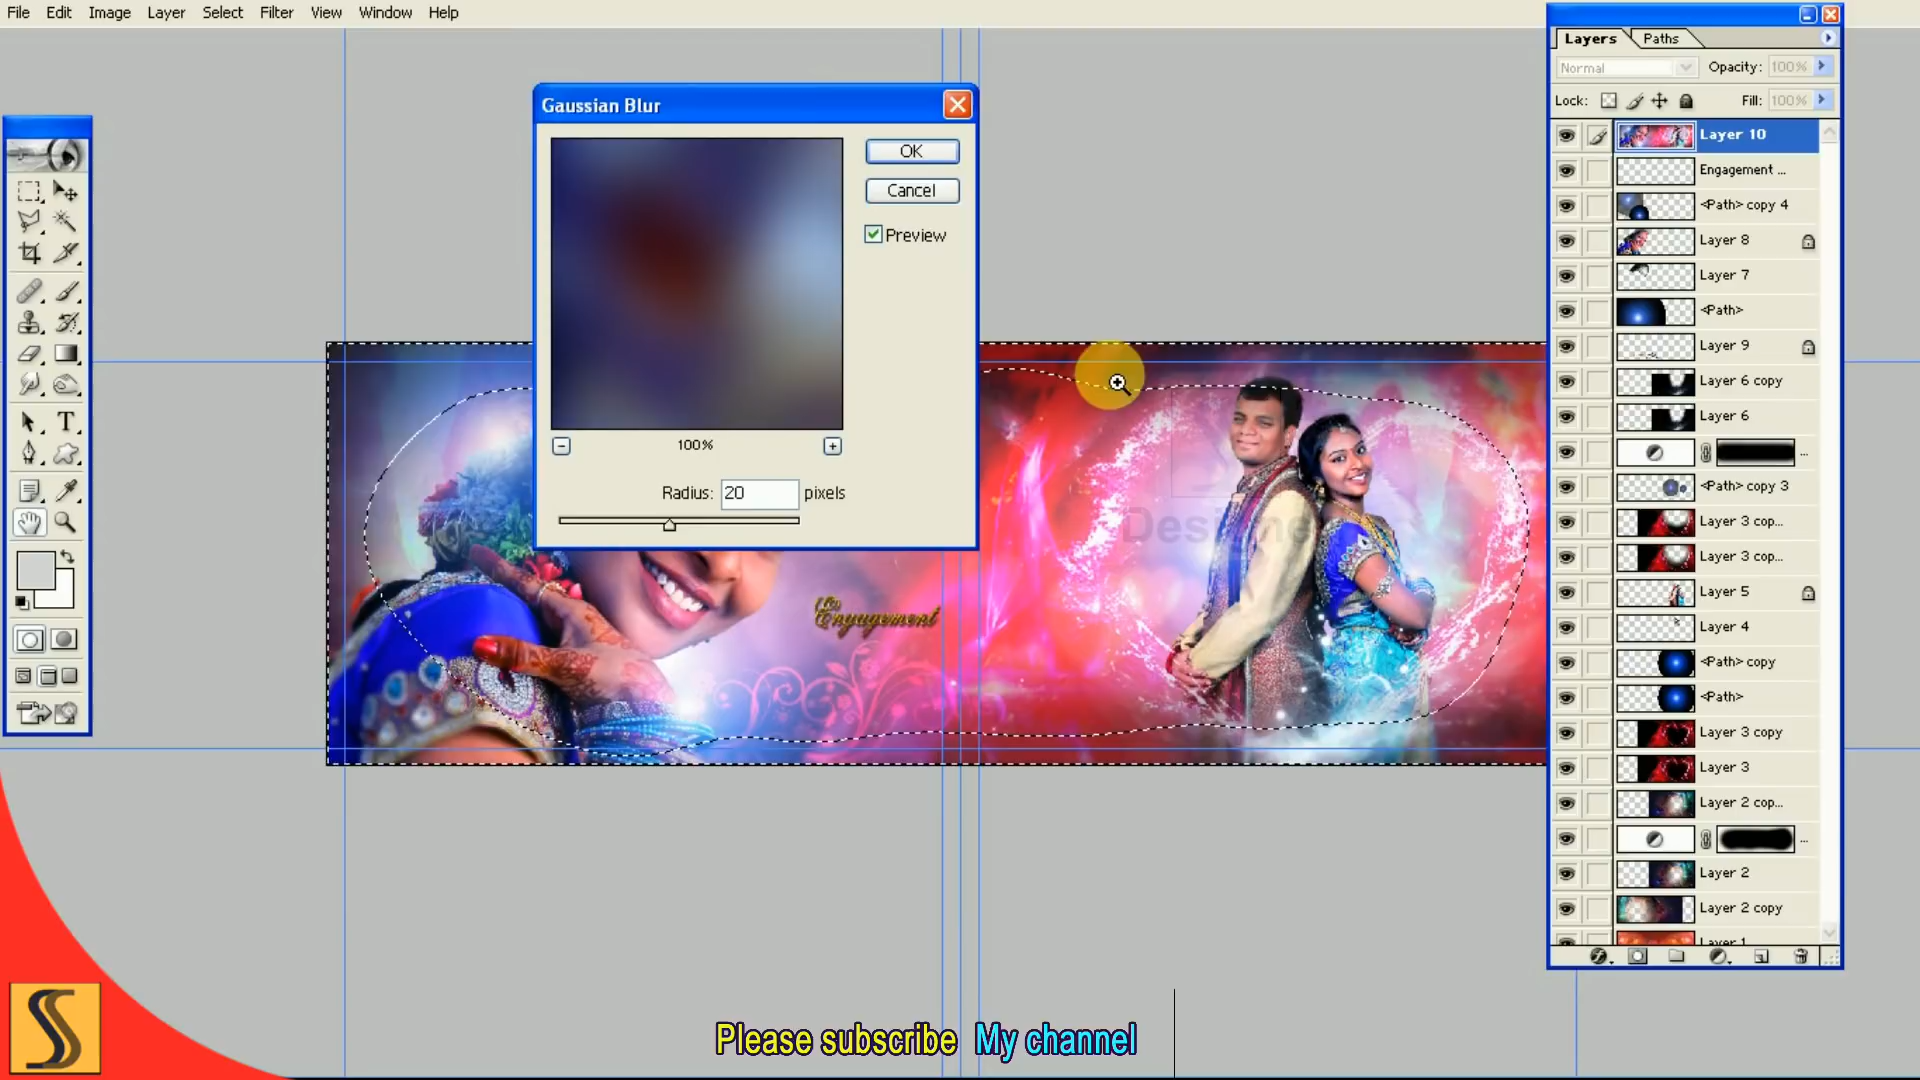 File Edit Image Layer Select Filter View Window Help
Layers Paths
Normal Opacity: 100%
Lock: Fill: 100%
Gaussian Blur
OK
Cancel
Preview
100%
Radius: 20 pixels
Layer 10
Engagement ...
<Path> copy 4
Layer 8
Layer 7
<Path>
Layer 9
Layer 6 copy
Layer 6
...
<Path> copy 3
Layer 3 cop...
Layer 3 cop...
Layer 5
Layer 4
<Path> copy
<Path>
Layer 3 copy
Layer 3
Layer 2 cop...
...
Layer 2
Layer 2 copy
Layer 1
Engagement
Please subscribe My channel